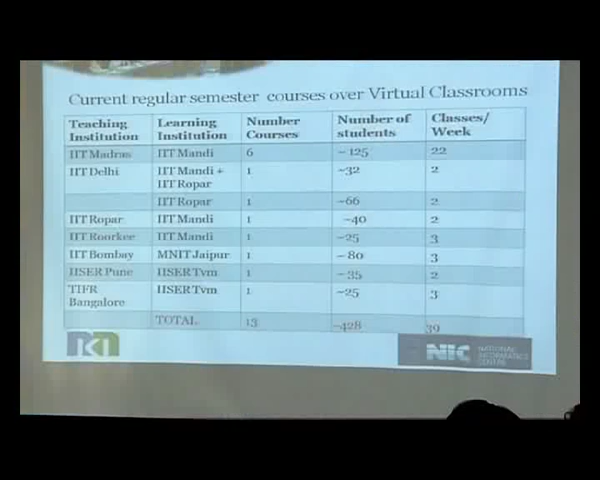 Current regular semester courses over Virtual Classrooms
Teaching Institution Learning Institution Number Courses Number of students Classes/ Week
IIT Madras IIT Mandi 6 ~125 22
IIT Delhi IIT Mandi + IIT Ropar 1 ~32 2
IIT Ropar 1 ~66 2
IIT Ropar IIT Mandi 1 ~40 2
IIT Roorkee IIT Mandi 1 ~25 3
IIT Bombay MNIT Jaipur 1 ~80 3
IISER Pune IISER Tvm 1 ~35 2
TIFR Bangalore IISER Tvm 1 ~25 3
TOTAL 13 ~428 39
NIC NATIONAL INFORMATICS CENTRE